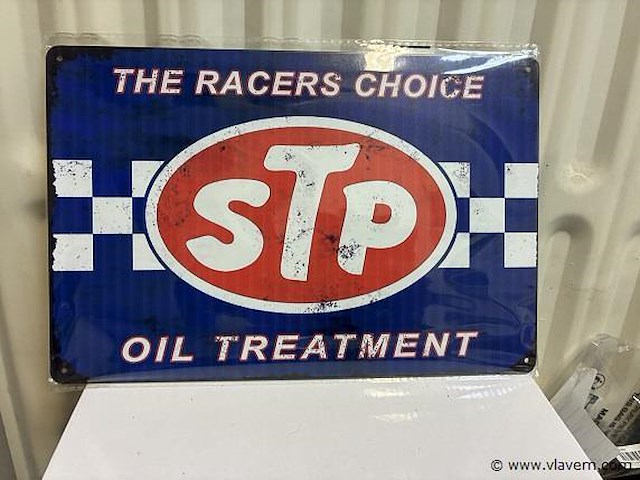 THE RACERS CHOICE
STP
OIL TREATMENT
© www.vlavem.com